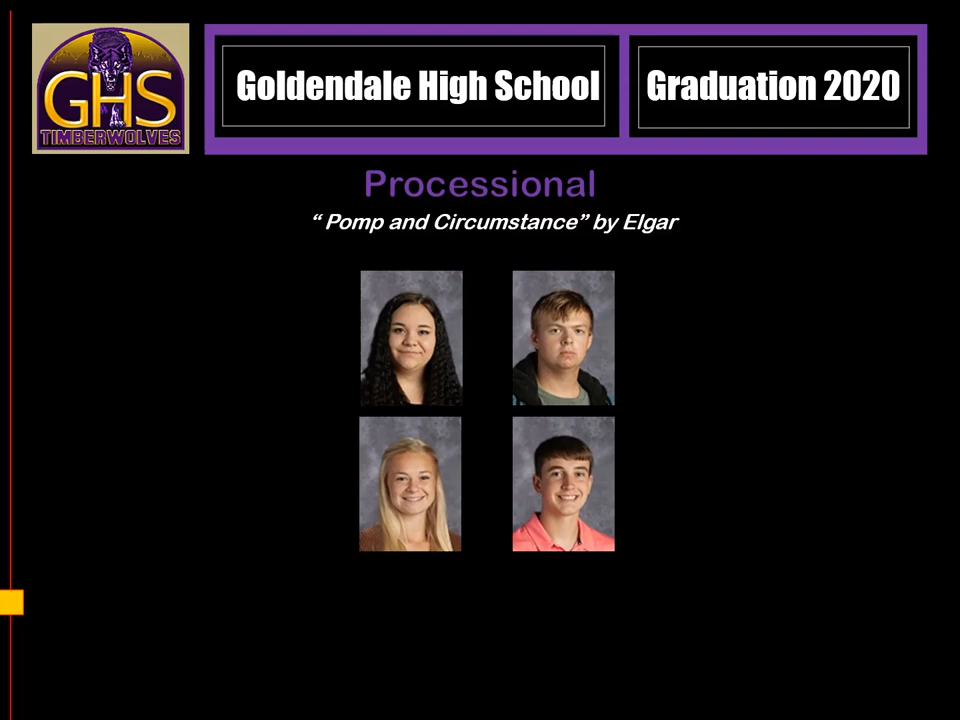 GHS
TIMBERWOLVES
Goldendale High School
Graduation 2020
Processional
“ Pomp and Circumstance” by Elgar